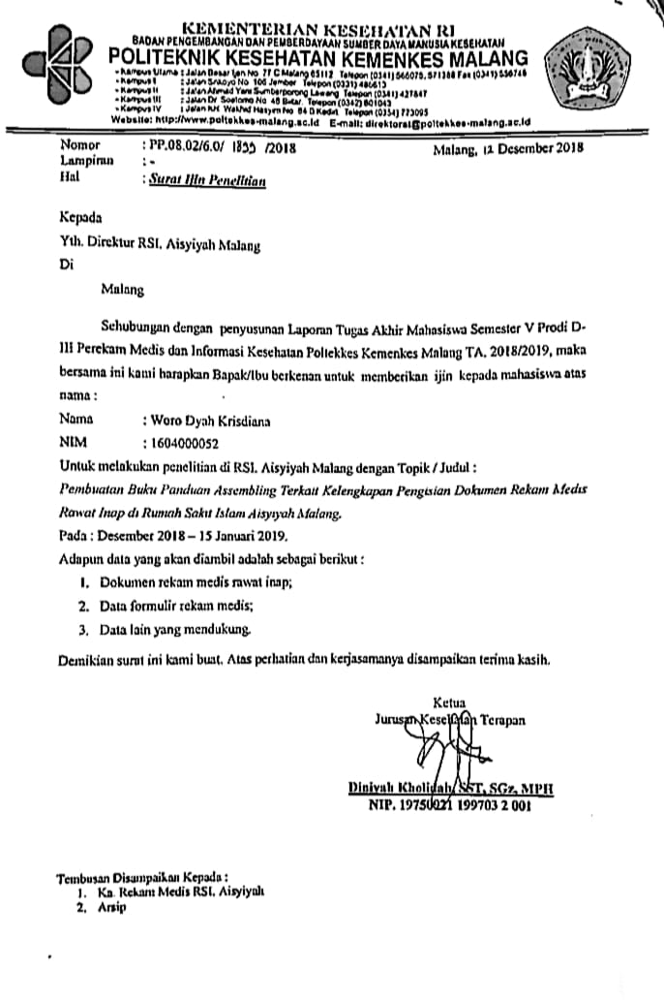 KEMENTERIAN KESEHATAN RI
BADAN PENGEMBANGAN DAN PEMBERDAYAAN SUMBER DAYA MANUSIA KESEHATAN
POLITEKNIK KESEHATAN KEMENKES MALANG
- Kampus Utama : Jalan Besar Ijen No 77 C Malang 65112 Telepon (0341) 566075, 571388 Fax (0341) 556746
- Kampus I : Jalan Srikoyo No 106 Jember Telepon (0331) 486613
- Kampus II : Jalan Ahmad Yani Sumberporong Lawang Telepon (0341) 427847
- Kampus III : Jalan Dr Soetomo No 46 Blitar Telepon (0342) 801043
- Kampus IV : Jalan KH Wakhid Hasyim No 64 B Kediri Telepon (0354) 773095
Website: http://www.poltekkes-malang.ac.id E-mail: direktorat@poltekkes-malang.ac.id
Nomor : PP.08.02/6.0/ /2018 Malang, 12 Desember 2018
Lampiran : -
Hal : Surat Ijin Penelitian
Kepada
Yth. Direktur RSI. Aisyiyah Malang
Di
Malang
Sehubungan dengan penyusunan Laporan Tugas Akhir Mahasiswa Semester V Prodi D-
III Perekam Medis dan Informasi Kesehatan Poltekkes Kemenkes Malang TA. 2018/2019, maka
bersama ini kami harapkan Bapak/Ibu berkenan untuk memberikan ijin kepada mahasiswa atas
nama :
Nama : Woro Dyah Krisdiana
NIM : 1604000052
Untuk melakukan penelitian di RSI. Aisyiyah Malang dengan Topik / Judul :
Pembuatan Buku Panduan Assembling Terkait Kelengkapan Pengisian Dokumen Rekam Medis
Rawat Inap di Rumah Sakit Islam Aisyiyah Malang.
Pada : Desember 2018 – 15 Januari 2019.
Adapun data yang akan diambil adalah sebagai berikut :
1. Dokumen rekam medis rawat inap;
2. Data formulir rekam medis;
3. Data lain yang mendukung.
Demikian surat ini kami buat. Atas perhatian dan kerjasamanya disampaikan terima kasih.
Ketua
Jurusan Kesehatan Terapan
Diniyah Kholidah, SST, SGz, MPH
NIP. 199703 2 001
Tembusan Disampaikan Kepada :
1. Ka. Rekam Medis RSI. Aisyiyah
2. Arsip